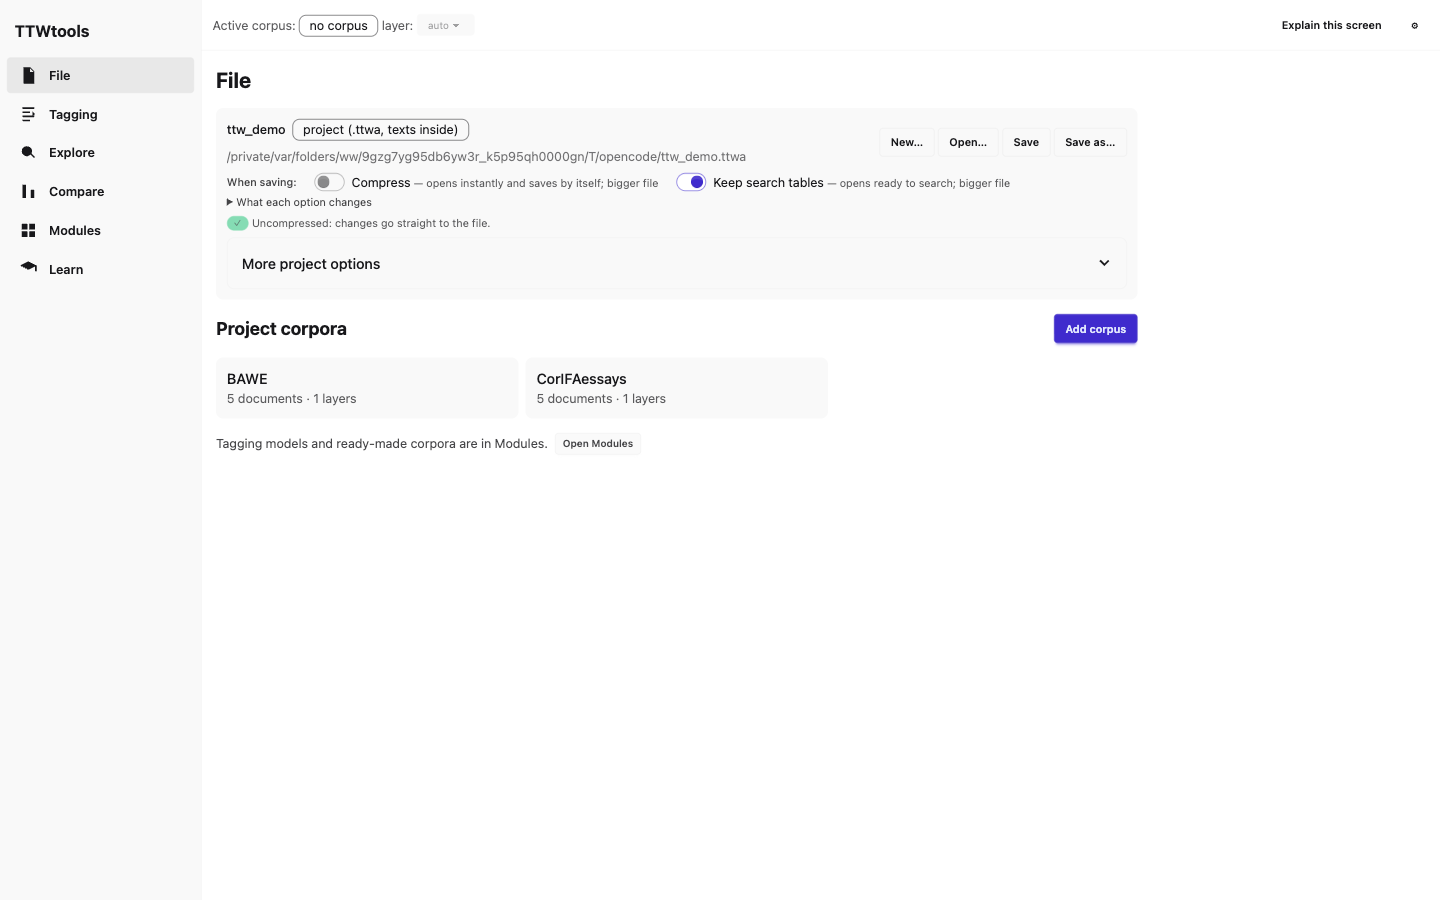 TTWtools
File
Tagging
Explore
Compare
Modules
Learn
Active corpus: no corpus layer: auto
Explain this screen
File
ttw_demo project (.ttwa, texts inside)
/private/var/folders/ww/9gzg7yg95db6yw3r_k5p95qh0000gn/T/opencode/ttw_demo.ttwa
New... Open... Save Save as...
When saving: Compress — opens instantly and saves by itself; bigger file Keep search tables — opens ready to search; bigger file
What each option changes
✓ Uncompressed: changes go straight to the file.
More project options
Project corpora
Add corpus
BAWE
5 documents · 1 layers
CorIFAessays
5 documents · 1 layers
Tagging models and ready-made corpora are in Modules. Open Modules